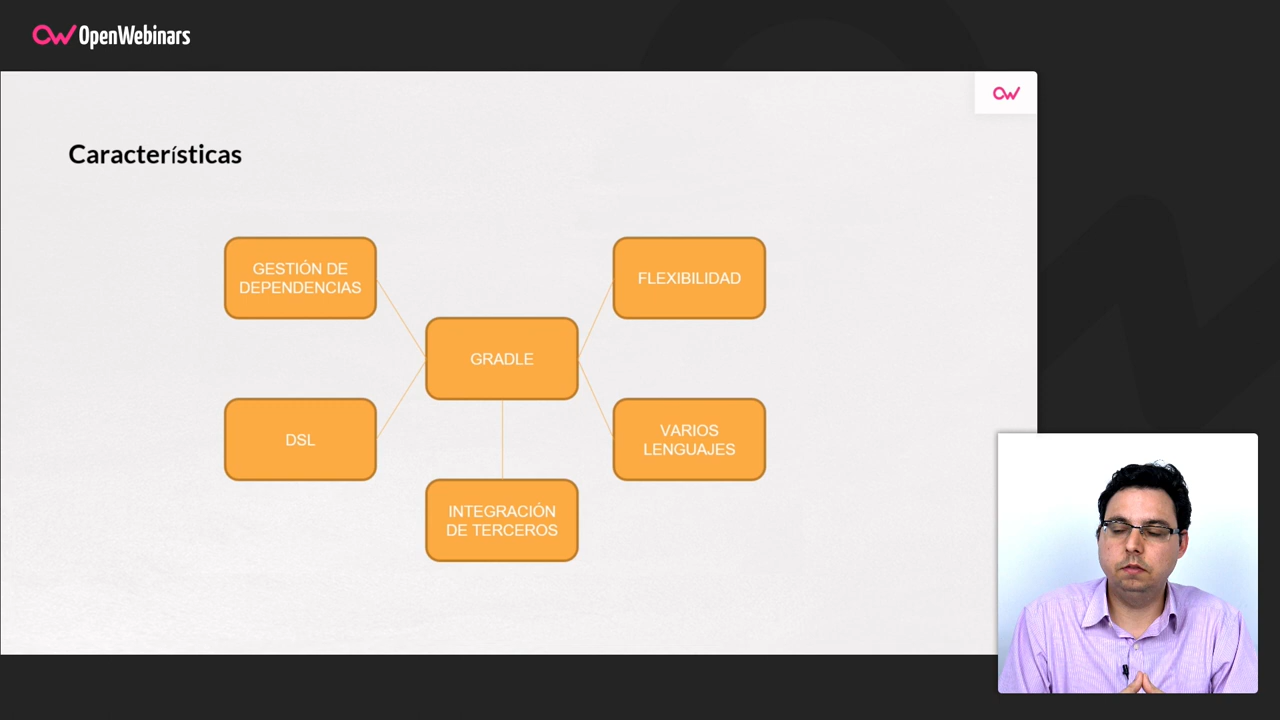 OpenWebinars
Características
GESTIÓN DE
DEPENDENCIAS
FLEXIBILIDAD
GRADLE
DSL
VARIOS
LENGUAJES
INTEGRACIÓN
DE TERCEROS